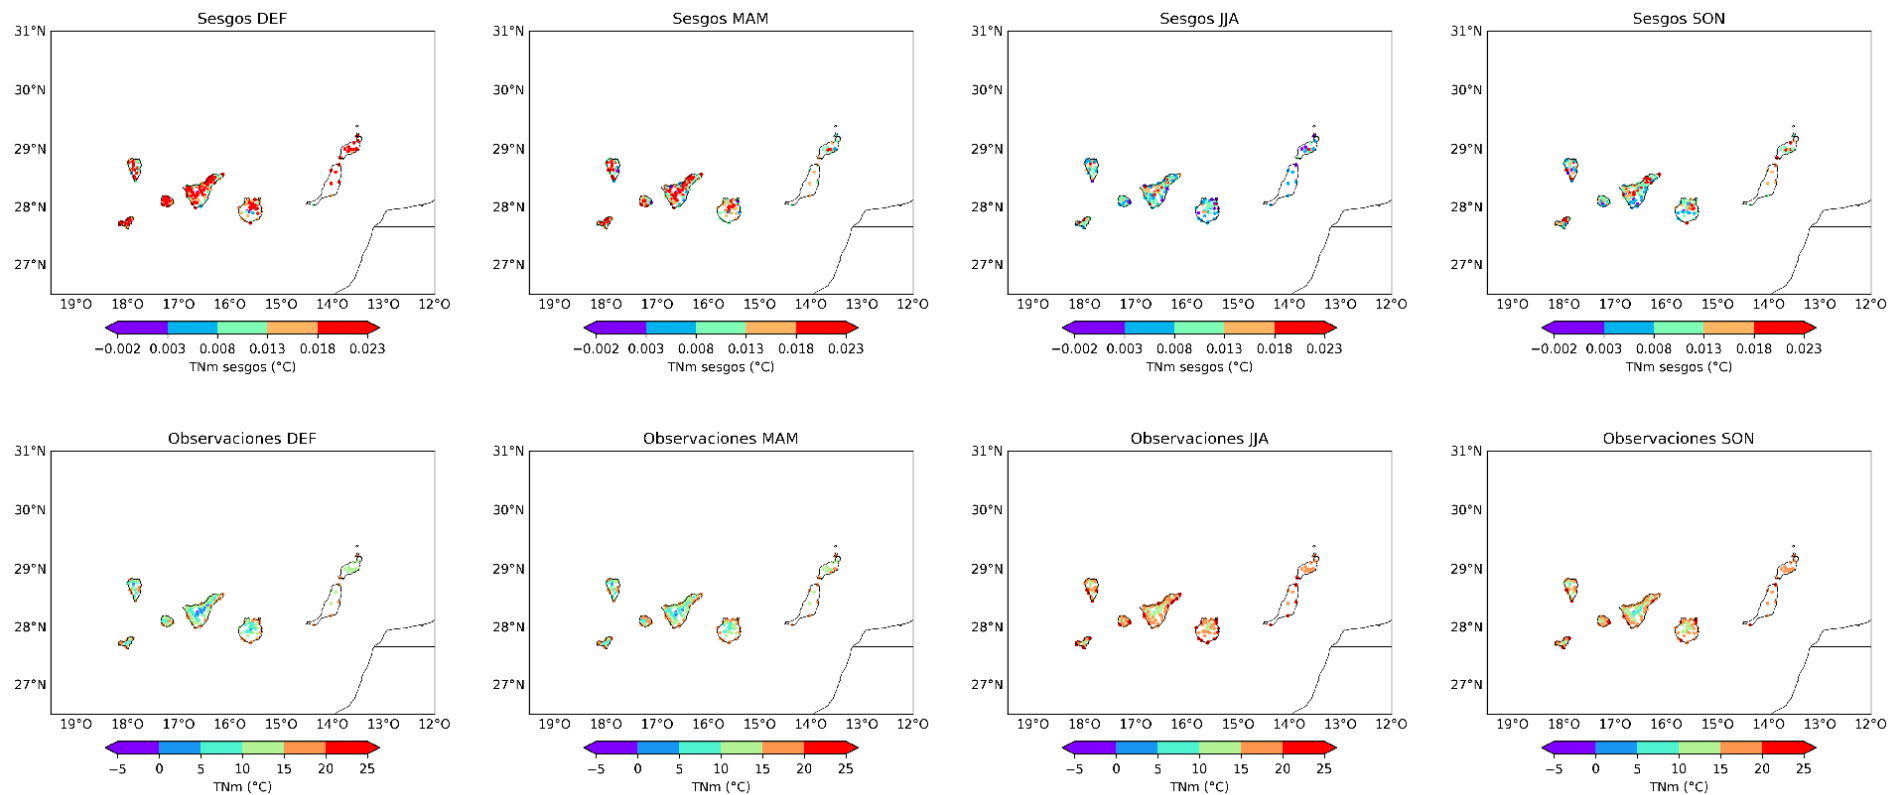 Sesgos DEF
Sesgos MAM
Sesgos JJA
Sesgos SON
31°N
30°N
29°N
28°N
27°N
19°O 18°O 17°O 16°O 15°O 14°O 13°O 12°O
−0.002 0.003 0.008 0.013 0.018 0.023
TNm sesgos (°C)
31°N
30°N
29°N
28°N
27°N
19°O 18°O 17°O 16°O 15°O 14°O 13°O 12°O
−0.002 0.003 0.008 0.013 0.018 0.023
TNm sesgos (°C)
31°N
30°N
29°N
28°N
27°N
19°O 18°O 17°O 16°O 15°O 14°O 13°O 12°O
−0.002 0.003 0.008 0.013 0.018 0.023
TNm sesgos (°C)
31°N
30°N
29°N
28°N
27°N
19°O 18°O 17°O 16°O 15°O 14°O 13°O 12°O
−0.002 0.003 0.008 0.013 0.018 0.023
TNm sesgos (°C)
Observaciones DEF
Observaciones MAM
Observaciones JJA
Observaciones SON
31°N
30°N
29°N
28°N
27°N
19°O 18°O 17°O 16°O 15°O 14°O 13°O 12°O
−5 0 5 10 15 20 25
TNm (°C)
31°N
30°N
29°N
28°N
27°N
19°O 18°O 17°O 16°O 15°O 14°O 13°O 12°O
−5 0 5 10 15 20 25
TNm (°C)
31°N
30°N
29°N
28°N
27°N
19°O 18°O 17°O 16°O 15°O 14°O 13°O 12°O
−5 0 5 10 15 20 25
TNm (°C)
31°N
30°N
29°N
28°N
27°N
19°O 18°O 17°O 16°O 15°O 14°O 13°O 12°O
−5 0 5 10 15 20 25
TNm (°C)